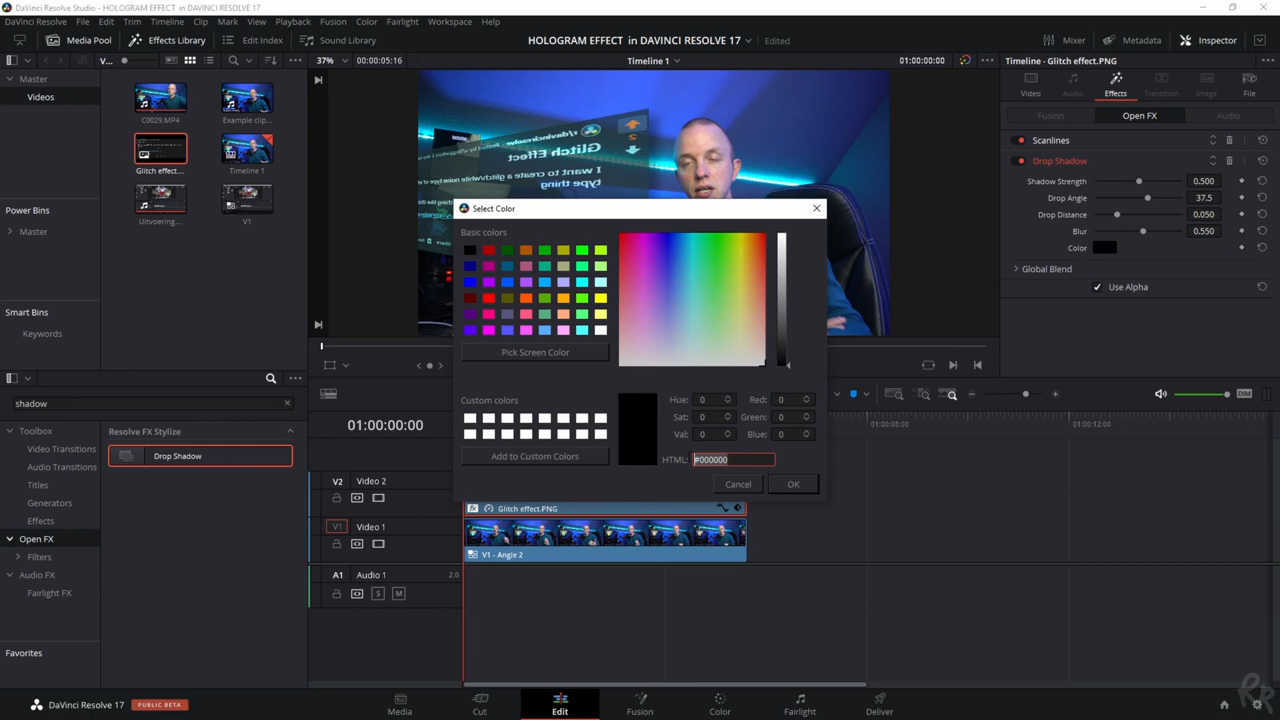 DaVinci Resolve Studio - HOLOGRAM EFFECT in DAVINCI RESOLVE 17
DaVinci Resolve File Edit Trim Timeline Clip Mark View Playback Fusion Color Fairlight Workspace Help
Media Pool Effects Library Edit Index Sound Library HOLOGRAM EFFECT in DAVINCI RESOLVE 17 Edited Mixer Metadata Inspector
V... 37% 00:00:05:16 Timeline 1 01:00:00:00 Timeline - Glitch effect.PNG
Master
Videos
C0029.MP4 Example clip...
Glitch effect.... Timeline 1
Uitvoering... V1
Power Bins
Master
Smart Bins
Keywords
r/davinciresolve
Glitch Effect
I want to create a glitch/whit
type thing
Video Audio Effects Transition Image File
Fusion Open FX Audio
Scanlines
Drop Shadow
Shadow Strength 0.500
Drop Angle 37.5
Drop Distance 0.050
Blur 0.550
Color
Global Blend
Use Alpha
Select Color
Basic colors
Pick Screen Color
Custom colors
Add to Custom Colors
Hue: 0 Red: 0
Sat: 0 Green: 0
Val: 0 Blue: 0
HTML: #000000
Cancel OK
shadow
Toolbox
Video Transitions
Audio Transitions
Titles
Generators
Effects
Open FX
Filters
Audio FX
Fairlight FX
Favorites
Resolve FX Stylize
Drop Shadow
DIM
01:00:00:00
01:00:08:00 01:00:12:00
V2 Video 2
Glitch effect.PNG
V1 Video 1
V1 - Angle 2
A1 Audio 1 2.0
S M
DaVinci Resolve 17 PUBLIC BETA
Media Cut Edit Fusion Color Fairlight Deliver